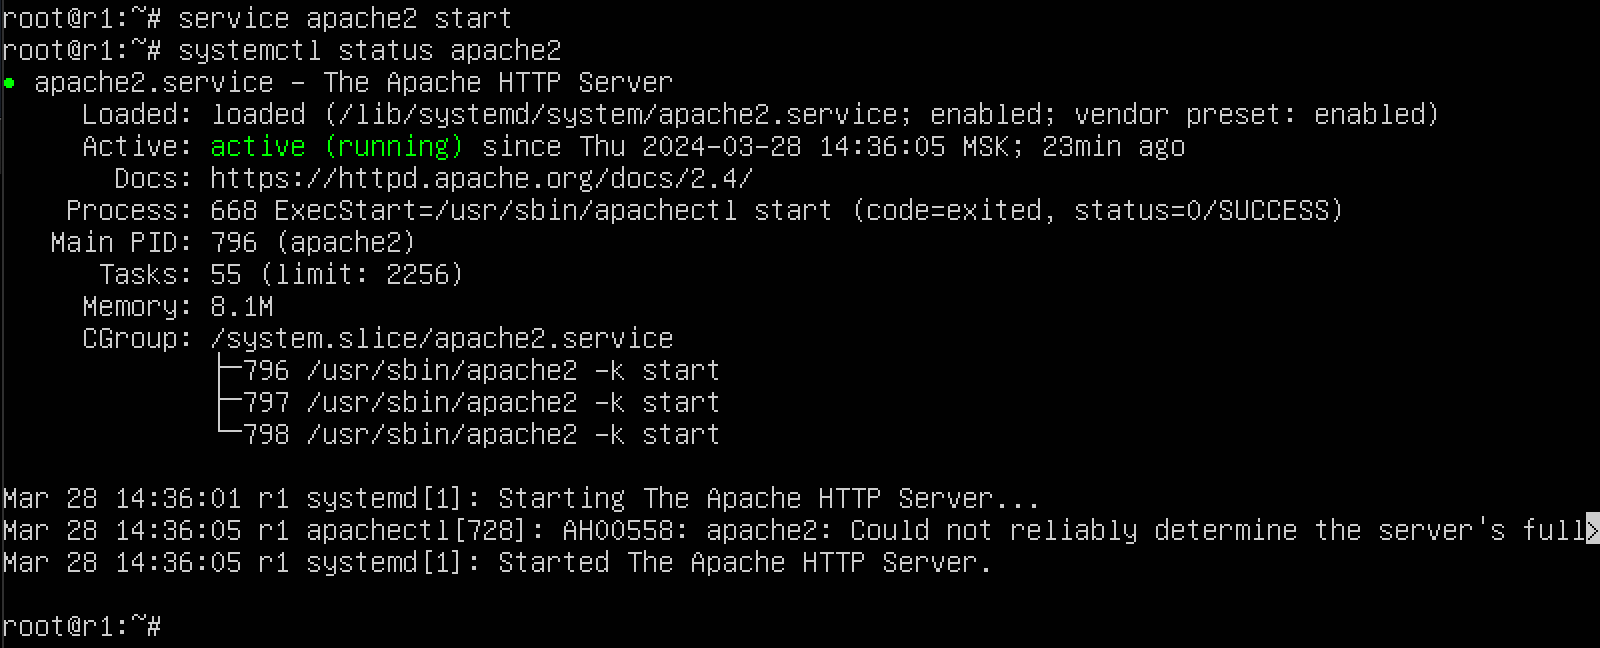 root@r1:~# service apache2 start
root@r1:~# systemctl status apache2
● apache2.service – The Apache HTTP Server
     Loaded: loaded (/lib/systemd/system/apache2.service; enabled; vendor preset: enabled)
     Active: active (running) since Thu 2024-03-28 14:36:05 MSK; 23min ago
       Docs: https://httpd.apache.org/docs/2.4/
    Process: 668 ExecStart=/usr/sbin/apachectl start (code=exited, status=0/SUCCESS)
   Main PID: 796 (apache2)
      Tasks: 55 (limit: 2256)
     Memory: 8.1M
     CGroup: /system.slice/apache2.service
             ├─796 /usr/sbin/apache2 -k start
             ├─797 /usr/sbin/apache2 -k start
             └─798 /usr/sbin/apache2 -k start
Mar 28 14:36:01 r1 systemd[1]: Starting The Apache HTTP Server...
Mar 28 14:36:05 r1 apachectl[728]: AH00558: apache2: Could not reliably determine the server's full>
Mar 28 14:36:05 r1 systemd[1]: Started The Apache HTTP Server.
root@r1:~#